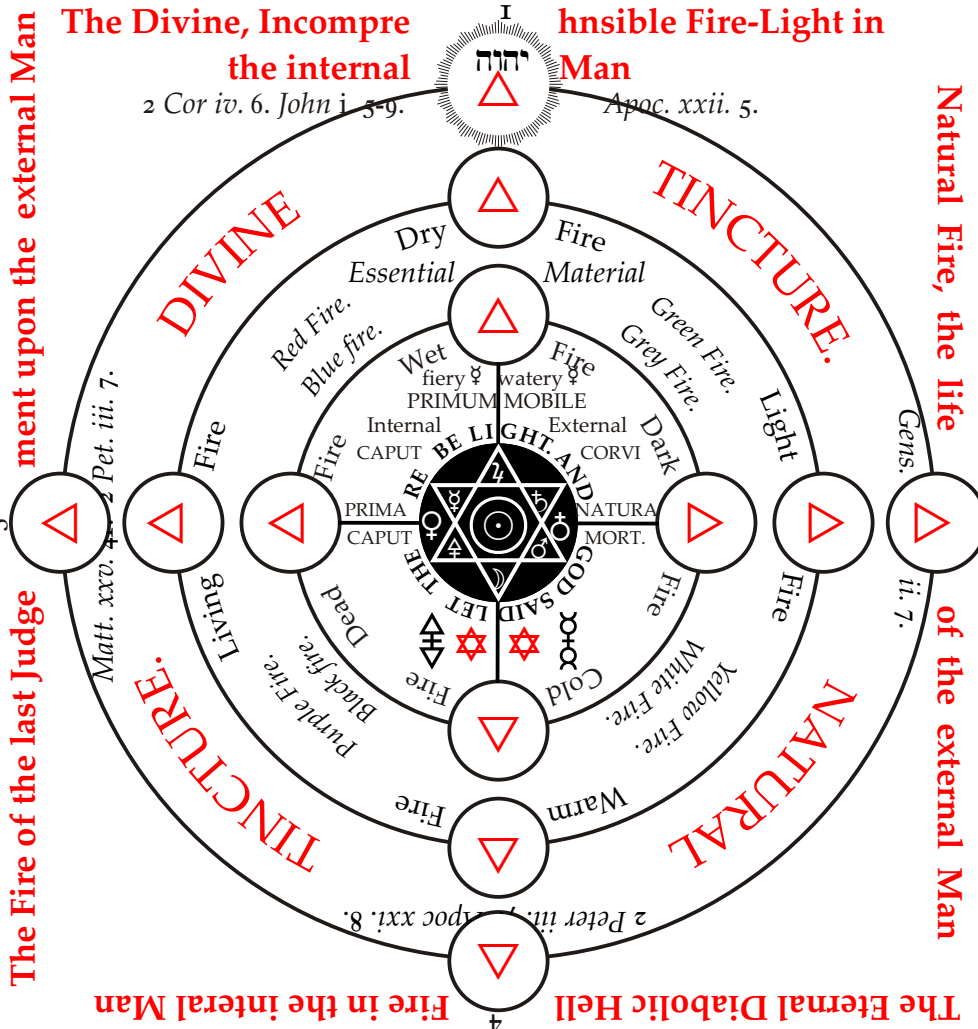 1
The Divine, Incompre hnsible Fire-Light in
the internal Man
יהוה
2 Cor iv. 6. John i. 3-9. Apoc. xxii. 5.
Natural Fire, the life of the external Man
Gens. ii. 7.
The Eternal Diabolic Hell Fire in the interal Man
4
2 Peter iii. 7, Apoc xxi. 8.
The Fire of the last Judge ment upon the external Man
3
Matt. xxv. 41. 2 Pet. iii. 7.
DIVINE TINCTURE.
NATURAL TINCTURE.
Dry Fire
Essential Material
Light Fire
Warm Fire
Living Fire
Red Fire. Green Fire.
Blue fire. Grey Fire.
Yellow Fire.
White Fire.
Purple Fire.
Black fire.
Wet Fire
Dark Fire
Cold Fire
Dead Fire
fiery ☿ watery ☿
PRIMUM MOBILE
Internal External
CAPUT CORVI
PRIMA NATURA
CAPUT MORT.
AND GOD SAID LET THERE BE LIGHT.